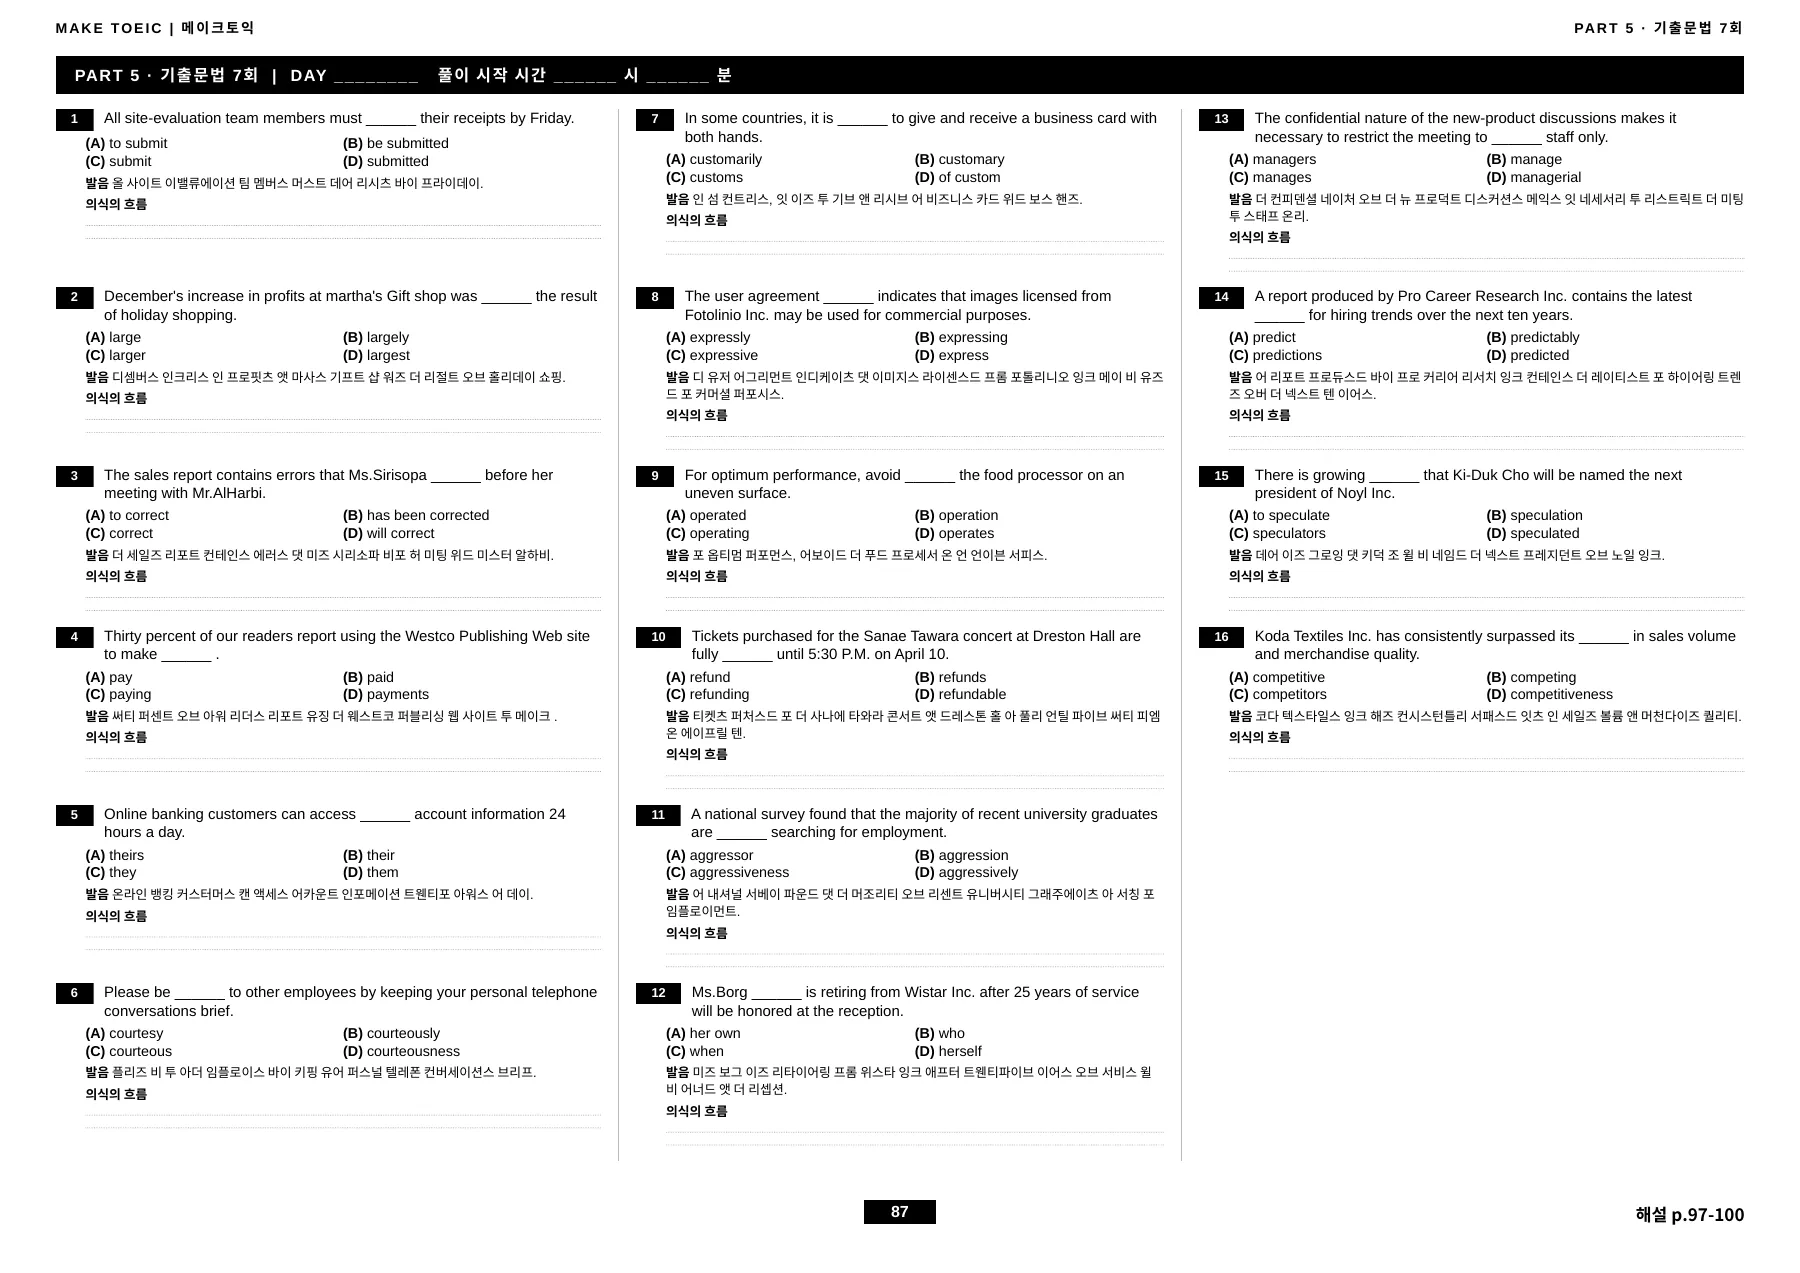 MAKE TOEIC | 메이크토익
PART 5 · 기출문법 7회
PART 5 · 기출문법 7회 | DAY ________ 풀이 시작 시간 ______ 시 ______ 분
1 All site-evaluation team members must ______ their receipts by Friday.
(A) to submit (B) be submitted
(C) submit (D) submitted
발음 올 사이트 이밸류에이션 팀 멤버스 머스트 데어 리시츠 바이 프라이데이.
의식의 흐름
2 December's increase in profits at martha's Gift shop was ______ the result
of holiday shopping.
(A) large (B) largely
(C) larger (D) largest
발음 디셈버스 인크리스 인 프로핏츠 앳 마사스 기프트 샵 워즈 더 리절트 오브 홀리데이 쇼핑.
의식의 흐름
3 The sales report contains errors that Ms.Sirisopa ______ before her
meeting with Mr.AlHarbi.
(A) to correct (B) has been corrected
(C) correct (D) will correct
발음 더 세일즈 리포트 컨테인스 에러스 댓 미즈 시리소파 비포 허 미팅 위드 미스터 알하비.
의식의 흐름
4 Thirty percent of our readers report using the Westco Publishing Web site
to make ______ .
(A) pay (B) paid
(C) paying (D) payments
발음 써티 퍼센트 오브 아워 리더스 리포트 유징 더 웨스트코 퍼블리싱 웹 사이트 투 메이크 .
의식의 흐름
5 Online banking customers can access ______ account information 24
hours a day.
(A) theirs (B) their
(C) they (D) them
발음 온라인 뱅킹 커스터머스 캔 액세스 어카운트 인포메이션 트웬티포 아워스 어 데이.
의식의 흐름
6 Please be ______ to other employees by keeping your personal telephone
conversations brief.
(A) courtesy (B) courteously
(C) courteous (D) courteousness
발음 플리즈 비 투 아더 임플로이스 바이 키핑 유어 퍼스널 텔레폰 컨버세이션스 브리프.
의식의 흐름
7 In some countries, it is ______ to give and receive a business card with
both hands.
(A) customarily (B) customary
(C) customs (D) of custom
발음 인 섬 컨트리스, 잇 이즈 투 기브 앤 리시브 어 비즈니스 카드 위드 보스 핸즈.
의식의 흐름
8 The user agreement ______ indicates that images licensed from
Fotolinio Inc. may be used for commercial purposes.
(A) expressly (B) expressing
(C) expressive (D) express
발음 디 유저 어그리먼트 인디케이츠 댓 이미지스 라이센스드 프롬 포톨리니오 잉크 메이 비 유즈
드 포 커머셜 퍼포시스.
의식의 흐름
9 For optimum performance, avoid ______ the food processor on an
uneven surface.
(A) operated (B) operation
(C) operating (D) operates
발음 포 옵티멈 퍼포먼스, 어보이드 더 푸드 프로세서 온 언 언이븐 서피스.
의식의 흐름
10 Tickets purchased for the Sanae Tawara concert at Dreston Hall are
fully ______ until 5:30 P.M. on April 10.
(A) refund (B) refunds
(C) refunding (D) refundable
발음 티켓츠 퍼처스드 포 더 사나에 타와라 콘서트 앳 드레스톤 홀 아 풀리 언틸 파이브 써티 피엠
온 에이프릴 텐.
의식의 흐름
11 A national survey found that the majority of recent university graduates
are ______ searching for employment.
(A) aggressor (B) aggression
(C) aggressiveness (D) aggressively
발음 어 내셔널 서베이 파운드 댓 더 머조리티 오브 리센트 유니버시티 그래주에이츠 아 서칭 포
임플로이먼트.
의식의 흐름
12 Ms.Borg ______ is retiring from Wistar Inc. after 25 years of service
will be honored at the reception.
(A) her own (B) who
(C) when (D) herself
발음 미즈 보그 이즈 리타이어링 프롬 위스타 잉크 애프터 트웬티파이브 이어스 오브 서비스 윌
비 어너드 앳 더 리셉션.
의식의 흐름
13 The confidential nature of the new-product discussions makes it
necessary to restrict the meeting to ______ staff only.
(A) managers (B) manage
(C) manages (D) managerial
발음 더 컨피덴셜 네이처 오브 더 뉴 프로덕트 디스커션스 메익스 잇 네세서리 투 리스트릭트 더 미팅
투 스태프 온리.
의식의 흐름
14 A report produced by Pro Career Research Inc. contains the latest
______ for hiring trends over the next ten years.
(A) predict (B) predictably
(C) predictions (D) predicted
발음 어 리포트 프로듀스드 바이 프로 커리어 리서치 잉크 컨테인스 더 레이티스트 포 하이어링 트렌
즈 오버 더 넥스트 텐 이어스.
의식의 흐름
15 There is growing ______ that Ki-Duk Cho will be named the next
president of Noyl Inc.
(A) to speculate (B) speculation
(C) speculators (D) speculated
발음 데어 이즈 그로잉 댓 키덕 조 윌 비 네임드 더 넥스트 프레지던트 오브 노일 잉크.
의식의 흐름
16 Koda Textiles Inc. has consistently surpassed its ______ in sales volume
and merchandise quality.
(A) competitive (B) competing
(C) competitors (D) competitiveness
발음 코다 텍스타일스 잉크 해즈 컨시스턴틀리 서패스드 잇츠 인 세일즈 볼륨 앤 머천다이즈 퀄리티.
의식의 흐름
87
해설 p.97-100